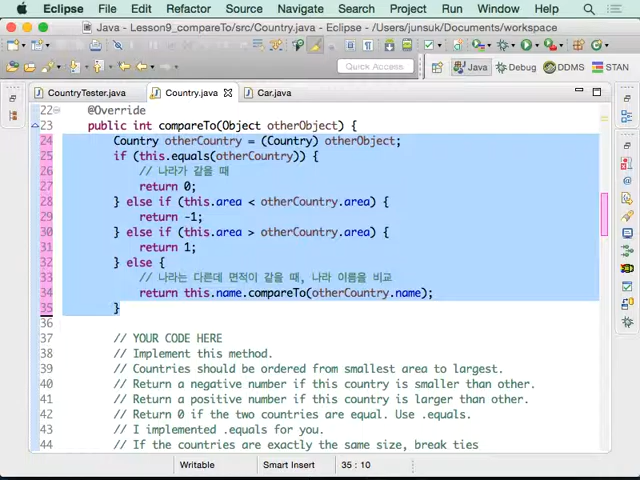 Eclipse File Edit Refactor Source Navigate Search Project Run Window Help
Java - Lesson9_compareTo/src/Country.java - Eclipse - /Users/junsuk/Documents/workspace
Quick Access Java Debug DDMS STAN
CountryTester.java Country.java Car.java
22 @Override
23 public int compareTo(Object otherObject) {
24 Country otherCountry = (Country) otherObject;
25 if (this.equals(otherCountry)) {
26 // 나라가 같을 때
27 return 0;
28 } else if (this.area < otherCountry.area) {
29 return -1;
30 } else if (this.area > otherCountry.area) {
31 return 1;
32 } else {
33 // 나라는 다른데 면적이 같을 때, 나라 이름을 비교
34 return this.name.compareTo(otherCountry.name);
35 }
36
37 // YOUR CODE HERE
38 // Implement this method.
39 // Countries should be ordered from smallest area to largest.
40 // Return a negative number if this country is smaller than other.
41 // Return a positive number if this country is larger than other.
42 // Return 0 if the two countries are equal. Use .equals.
43 // I implemented .equals for you.
44 // If the countries are exactly the same size, break ties
Writable Smart Insert 35 : 10